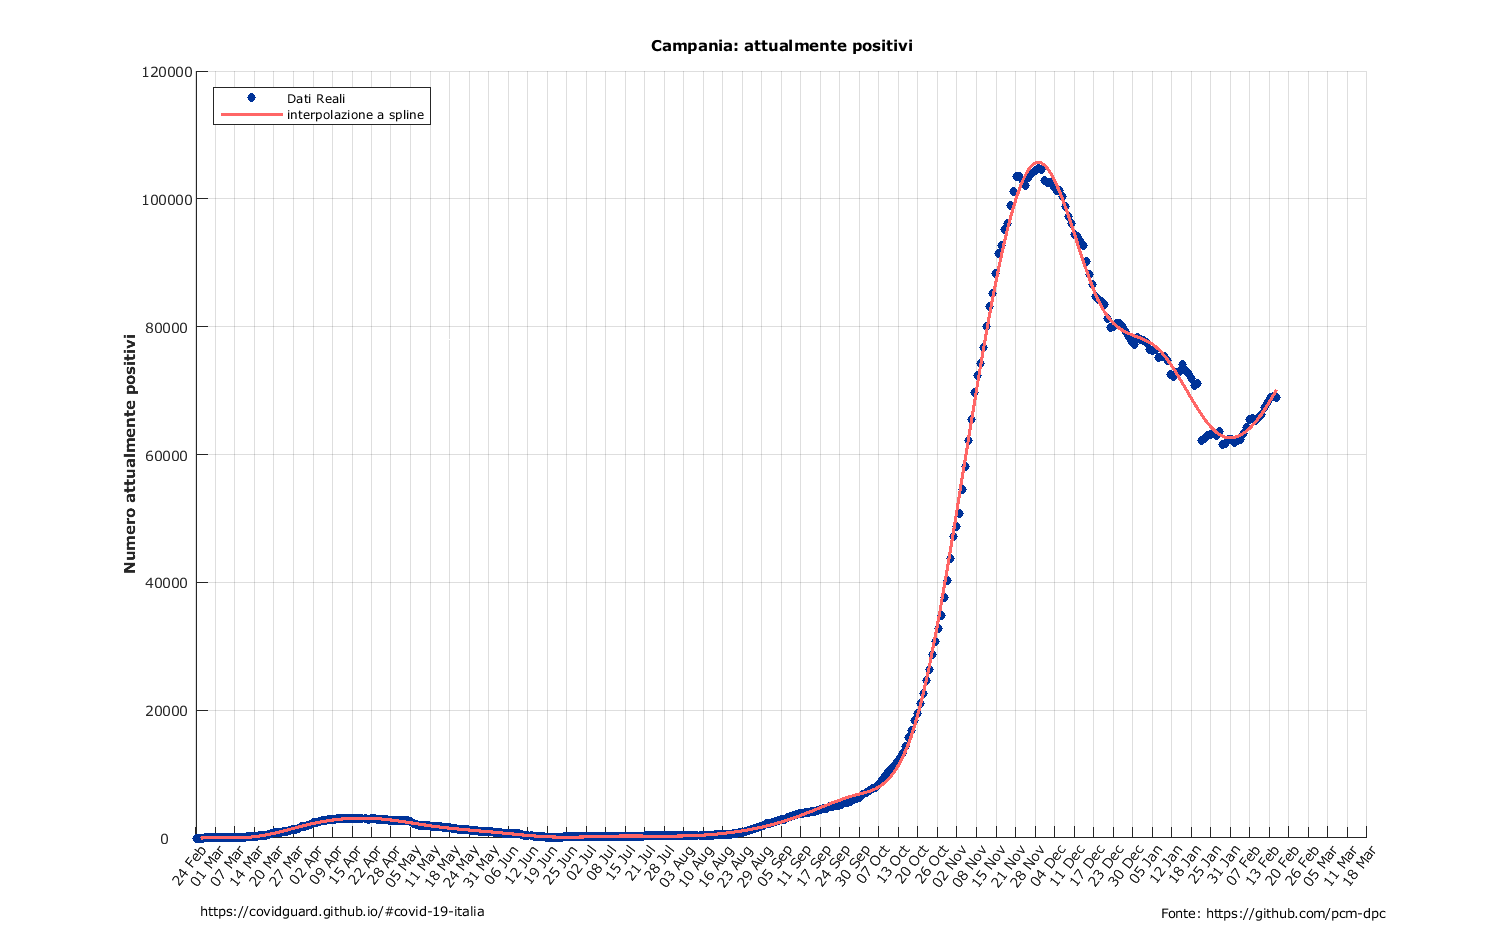 Campania: attualmente positivi
120000
100000
80000
60000
40000
20000
0
Numero attualmente positivi
Dati Reali
interpolazione a spline
24 Feb
01 Mar
07 Mar
14 Mar
20 Mar
27 Mar
02 Apr
09 Apr
15 Apr
22 Apr
28 Apr
05 May
11 May
18 May
24 May
31 May
06 Jun
12 Jun
19 Jun
25 Jun
02 Jul
08 Jul
15 Jul
21 Jul
28 Jul
03 Aug
10 Aug
16 Aug
23 Aug
29 Aug
05 Sep
11 Sep
17 Sep
24 Sep
30 Sep
07 Oct
13 Oct
20 Oct
26 Oct
02 Nov
08 Nov
15 Nov
21 Nov
28 Nov
04 Dec
11 Dec
17 Dec
23 Dec
30 Dec
05 Jan
12 Jan
18 Jan
25 Jan
31 Jan
07 Feb
13 Feb
20 Feb
26 Feb
05 Mar
11 Mar
18 Mar
https://covidguard.github.io/#covid-19-italia
Fonte: https://github.com/pcm-dpc